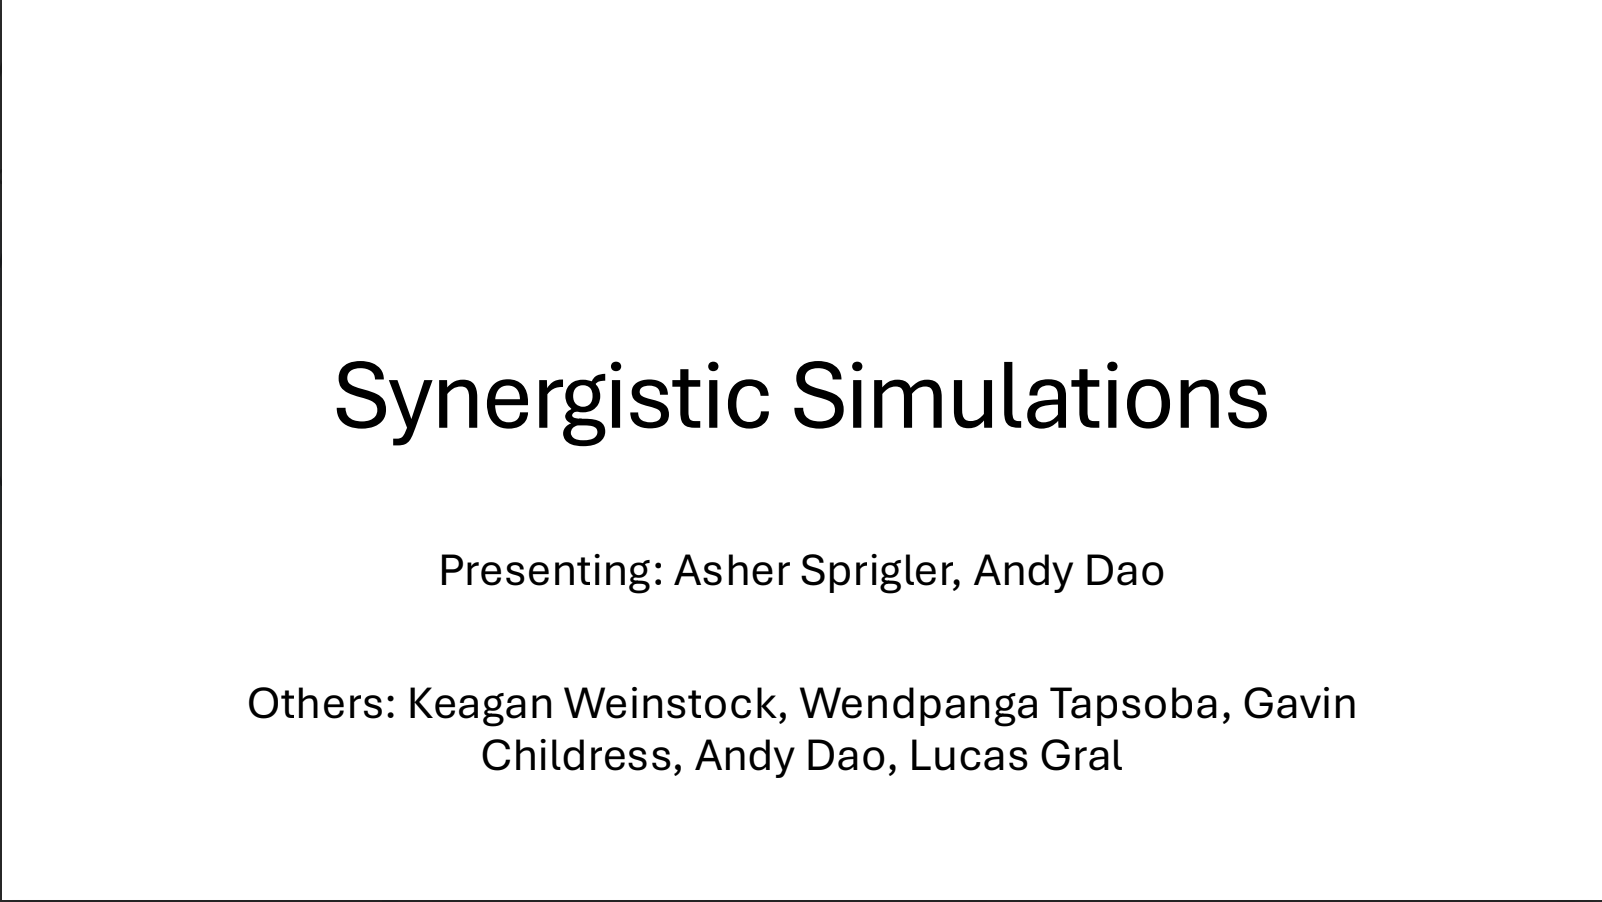 Synergistic Simulations
Presenting: Asher Sprigler, Andy Dao
Others: Keagan Weinstock, Wendpanga Tapsoba, Gavin
Childress, Andy Dao, Lucas Gral